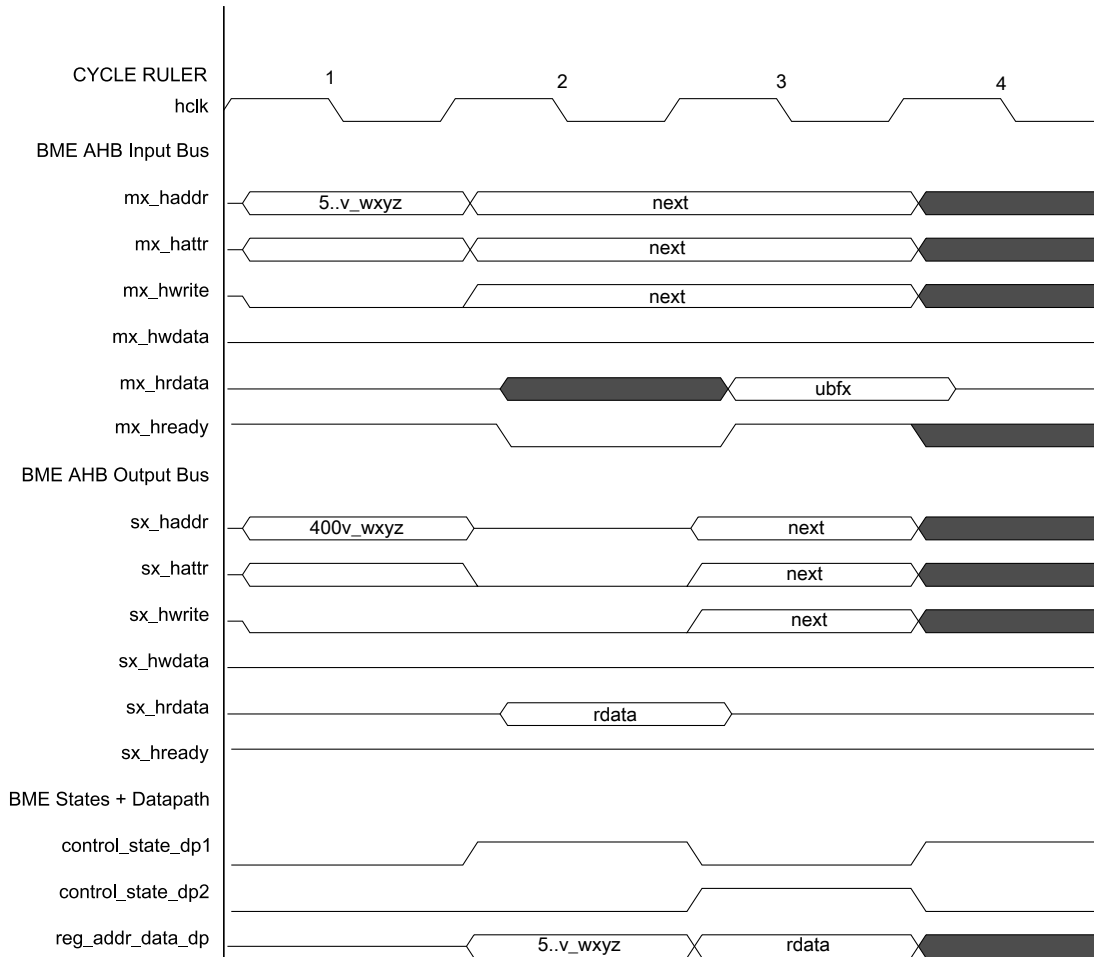 CYCLE RULER 1 2 3 4
hclk
BME AHB Input Bus
mx_haddr 5..v_wxyz next
mx_hattr next
mx_hwrite next
mx_hwdata
mx_hrdata ubfx
mx_hready
BME AHB Output Bus
sx_haddr 400v_wxyz next
sx_hattr next
sx_hwrite next
sx_hwdata
sx_hrdata rdata
sx_hready
BME States + Datapath
control_state_dp1
control_state_dp2
reg_addr_data_dp 5..v_wxyz rdata